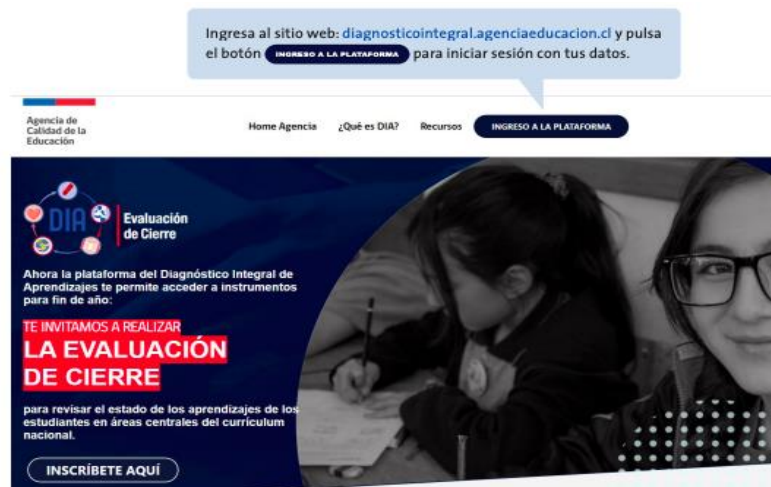 Ingresa al sitio web: diagnosticointegral.agenciaeducacion.cl y pulsa
el botón INGRESO A LA PLATAFORMA para iniciar sesión con tus datos.
Agencia de
Calidad de la
Educación
Home Agencia ¿Qué es DIA? Recursos INGRESO A LA PLATAFORMA
DIA Evaluación
de Cierre
Ahora la plataforma del Diagnóstico Integral de
Aprendizajes te permite acceder a instrumentos
para fin de año:
TE INVITAMOS A REALIZAR
LA EVALUACIÓN
DE CIERRE
para revisar el estado de los aprendizajes de los
estudiantes en áreas centrales del currículum
nacional.
INSCRÍBETE AQUÍ